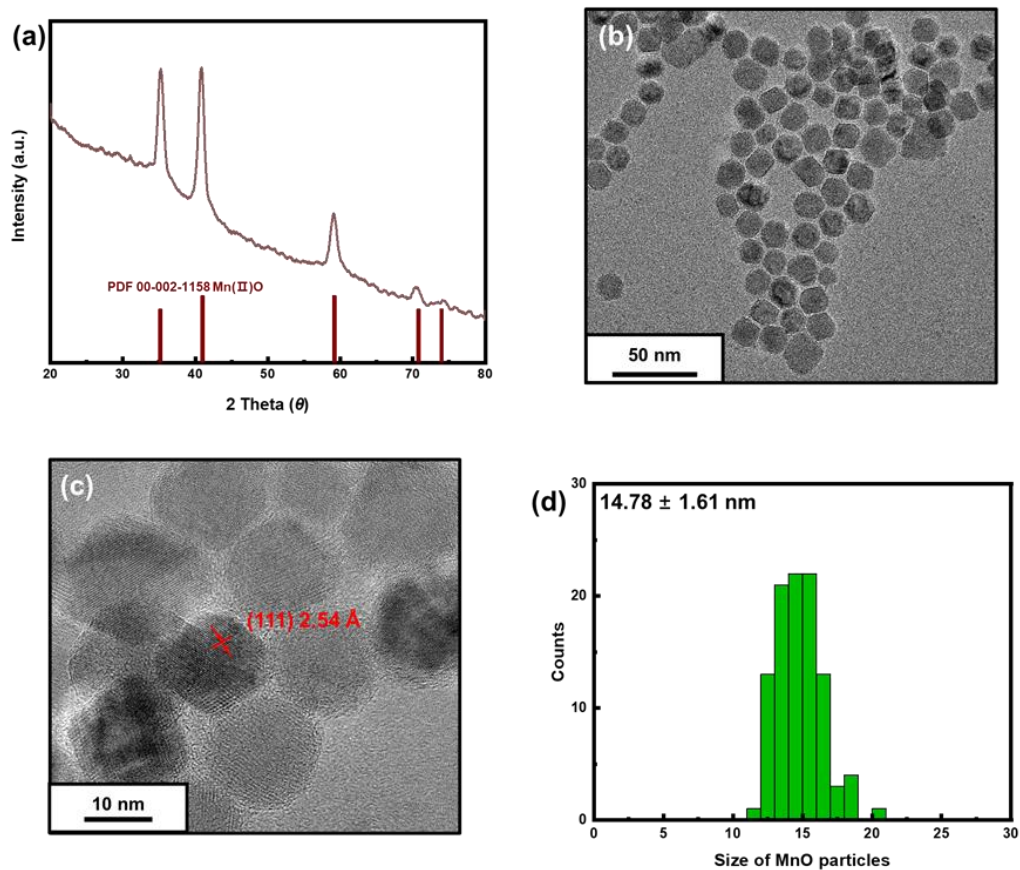 (a)
Intensity (a.u.)
PDF 00-002-1158 Mn(Ⅱ)O
20 30 40 50 60 70 80
2 Theta (θ)
(b)
50 nm
(c)
(111) 2.54 Å
10 nm
(d)
14.78 ± 1.61 nm
30
20
10
0
Counts
0 5 10 15 20 25 30
Size of MnO particles